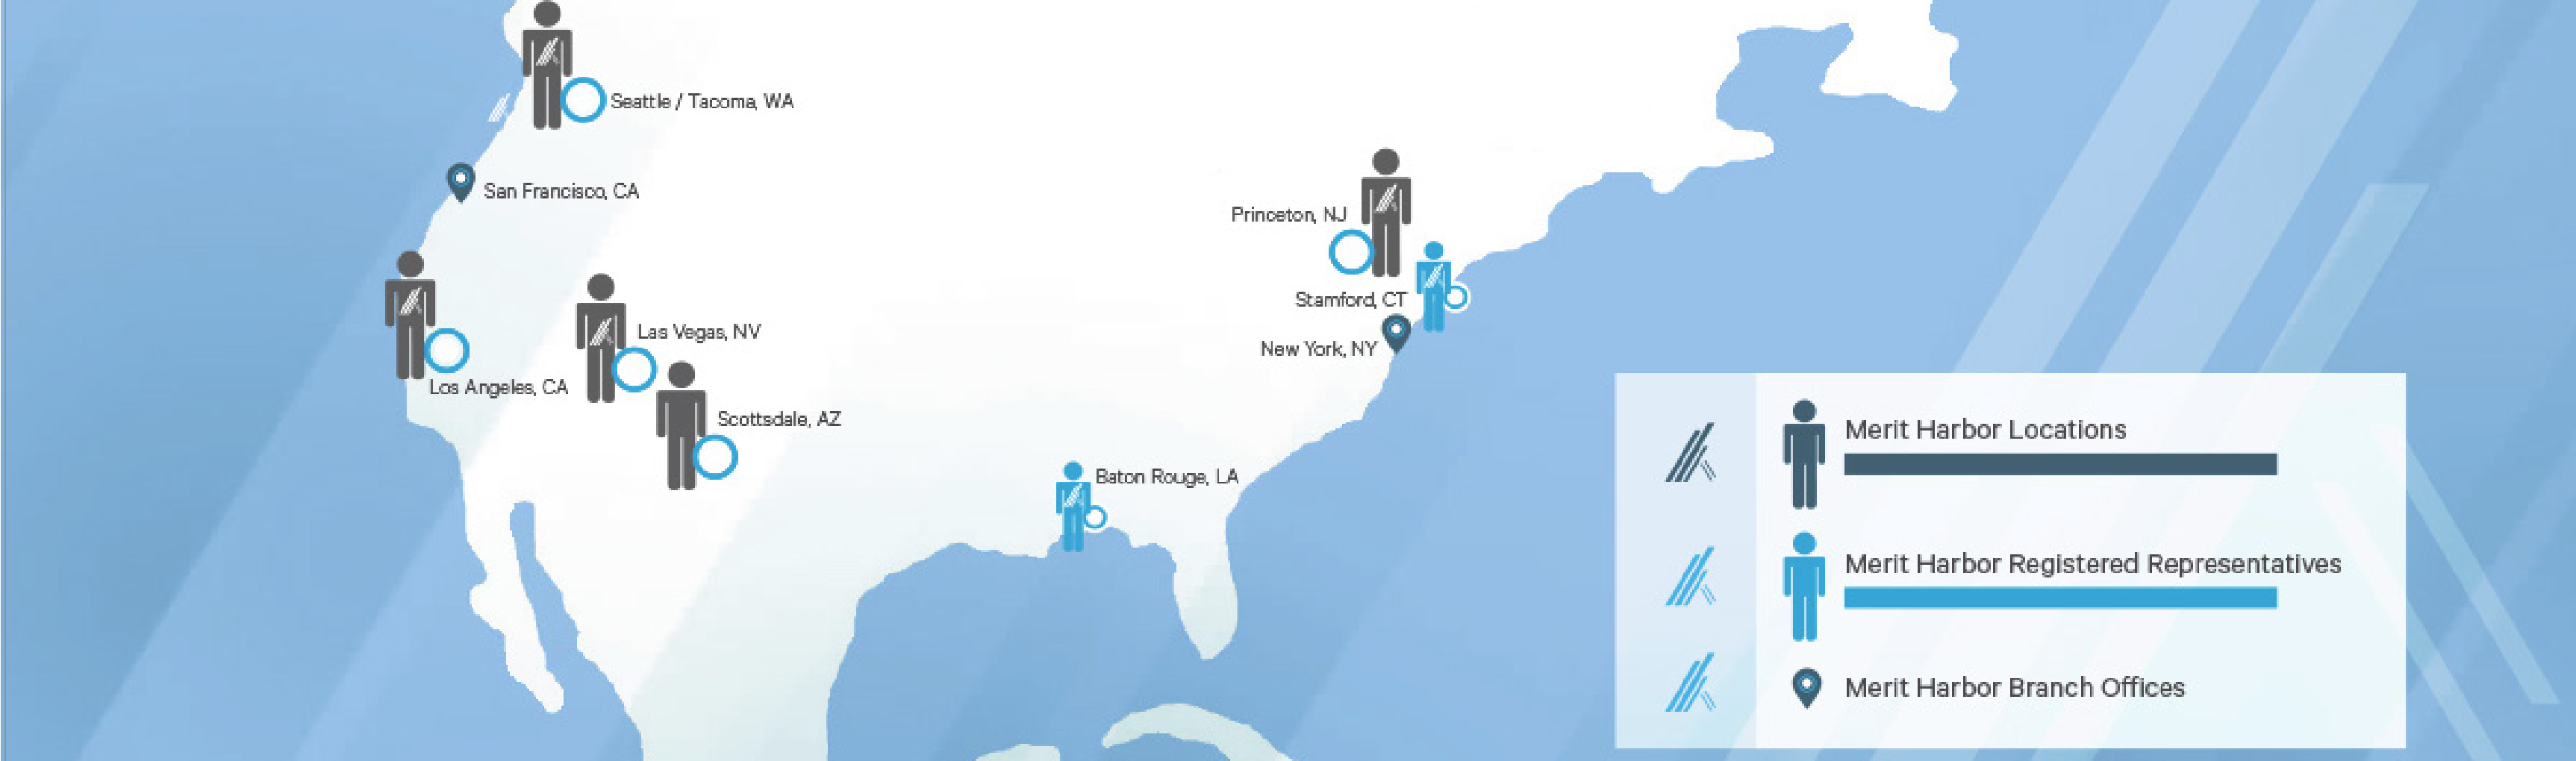 Seattle / Tacoma, WA
San Francisco, CA
Los Angeles, CA
Las Vegas, NV
Scottsdale, AZ
Princeton, NJ
Stamford, CT
New York, NY
Baton Rouge, LA
Merit Harbor Locations
Merit Harbor Registered Representatives
Merit Harbor Branch Offices